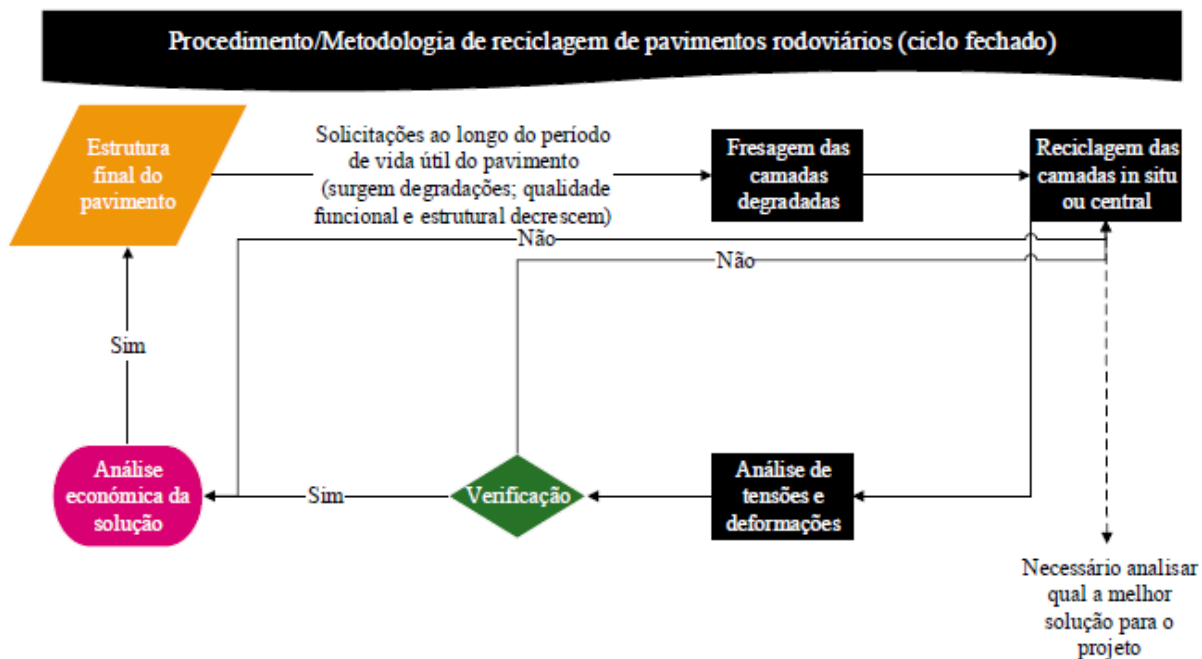 Procedimento/Metodologia de reciclagem de pavimentos rodoviários (ciclo fechado)
Estrutura
final do
pavimento
Solicitações ao longo do período
de vida útil do pavimento
(surgem degradações; qualidade
funcional e estrutural decrescem)
Fresagem das
camadas
degradadas
Reciclagem das
camadas in situ
ou central
Não
Não
Sim
Análise
económica da
solução
Sim
Verificação
Análise de
tensões e
deformações
Necessário analisar
qual a melhor
solução para o
projeto